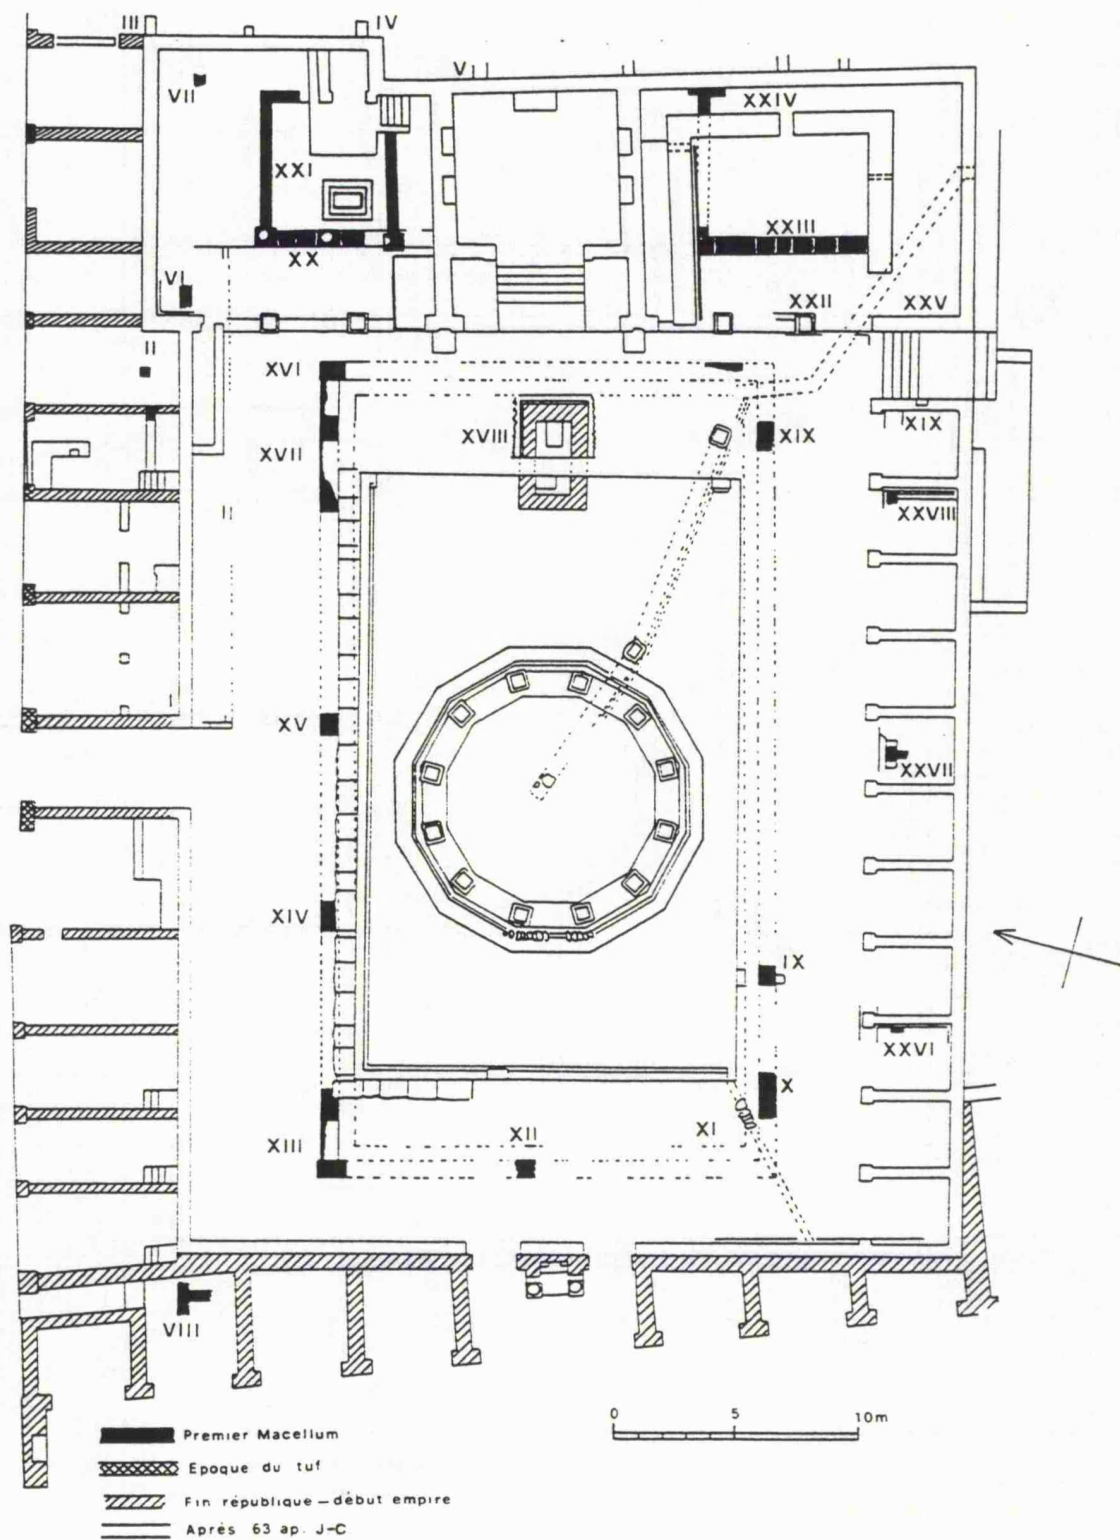 III IV
V
VII
XXIV
XXI
XX
XXIII
VI
XXII XXV
II
XVI
XVII
XVIII
XIX
XIX
XXVIII
II
I
XV
XXVII
XIV
IX
XXVI
X
XIII
XII
XI
VIII
0 5 10m
Premier Macellum
Epoque du tuf
Fin république – début empire
Après 63 ap. J-C